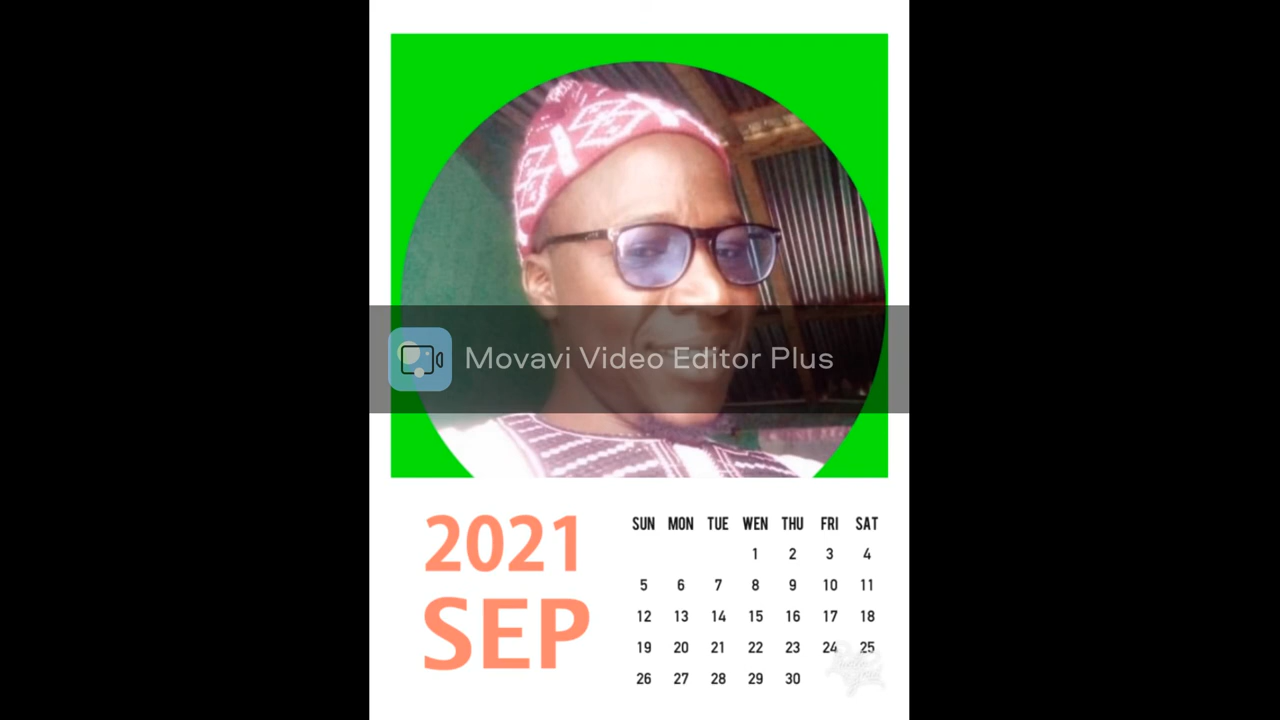 Movavi Video Editor Plus
2021
SEP
SUN MON TUE WEN THU FRI SAT
1 2 3 4
5 6 7 8 9 10 11
12 13 14 15 16 17 18
19 20 21 22 23 24 25
26 27 28 29 30